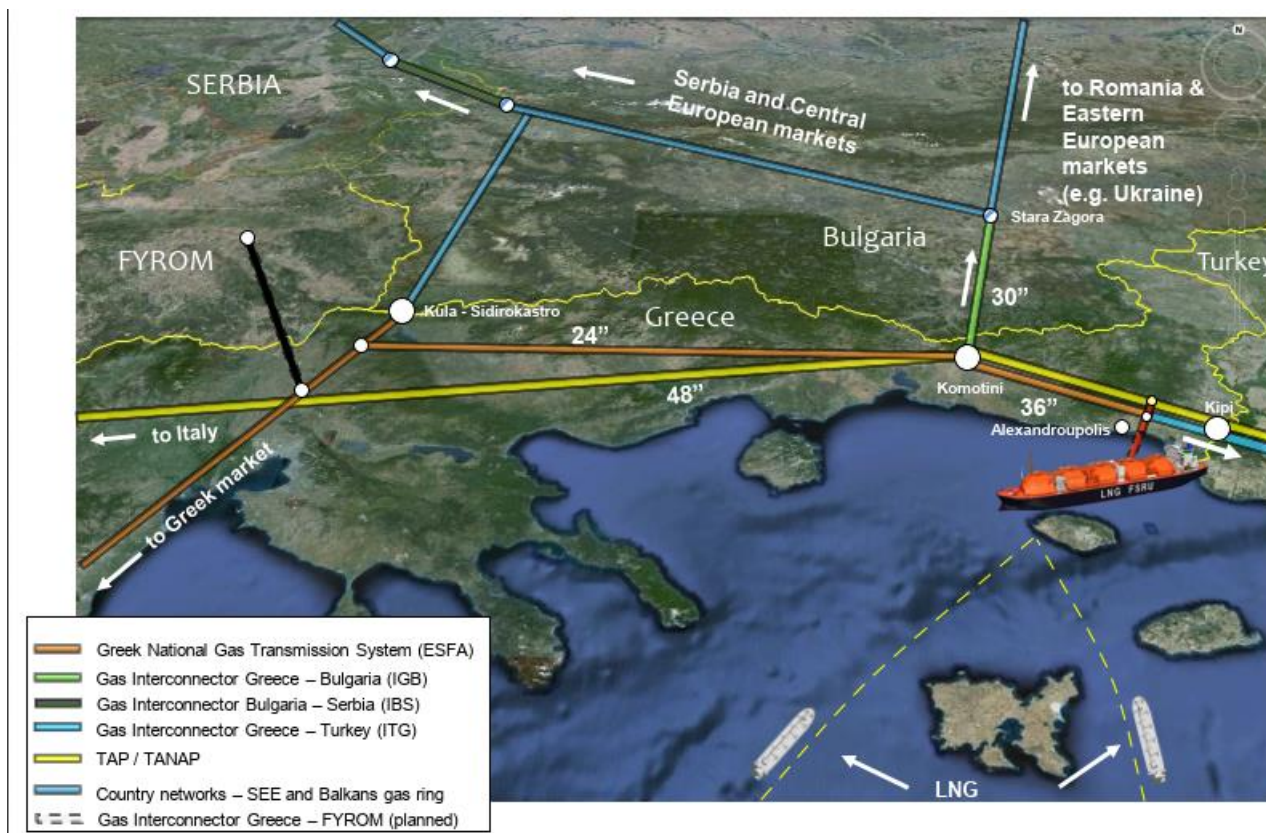 N
SERBIA
Serbia and Central
European markets
to Romania &
Eastern
European
markets
(e.g. Ukraine)
Stara Zagora
Bulgaria
Turkey
FYROM
Kula - Sidirokastro
Greece
30”
24”
Komotini
48”
36”
Kipi
Alexandroupolis
to Italy
to Greek market
LNG FSRU
LNG
Greek National Gas Transmission System (ESFA)
Gas Interconnector Greece – Bulgaria (IGB)
Gas Interconnector Bulgaria – Serbia (IBS)
Gas Interconnector Greece – Turkey (ITG)
TAP / TANAP
Country networks – SEE and Balkans gas ring
Gas Interconnector Greece – FYROM (planned)